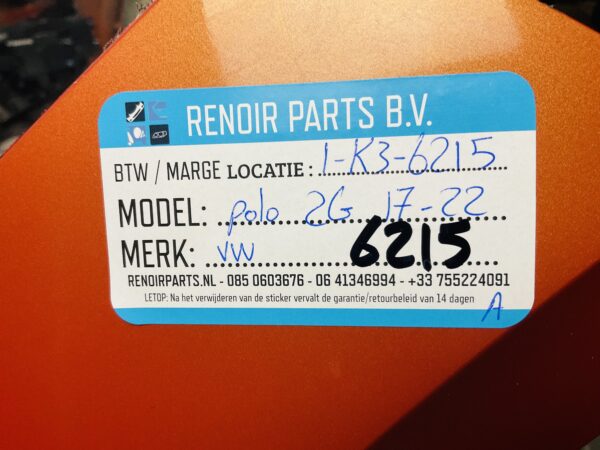 RENOIR PARTS B.V.
BTW / MARGE LOCATIE: 1-K3-6215
MODEL: polo 2G 17-22
MERK: VW 6215
RENOIRPARTS.NL - 085 0603676 - 06 41346994 - +33 755224091
LETOP: Na het verwijderen van de sticker vervalt de garantie/retourbeleid van 14 dagen
A